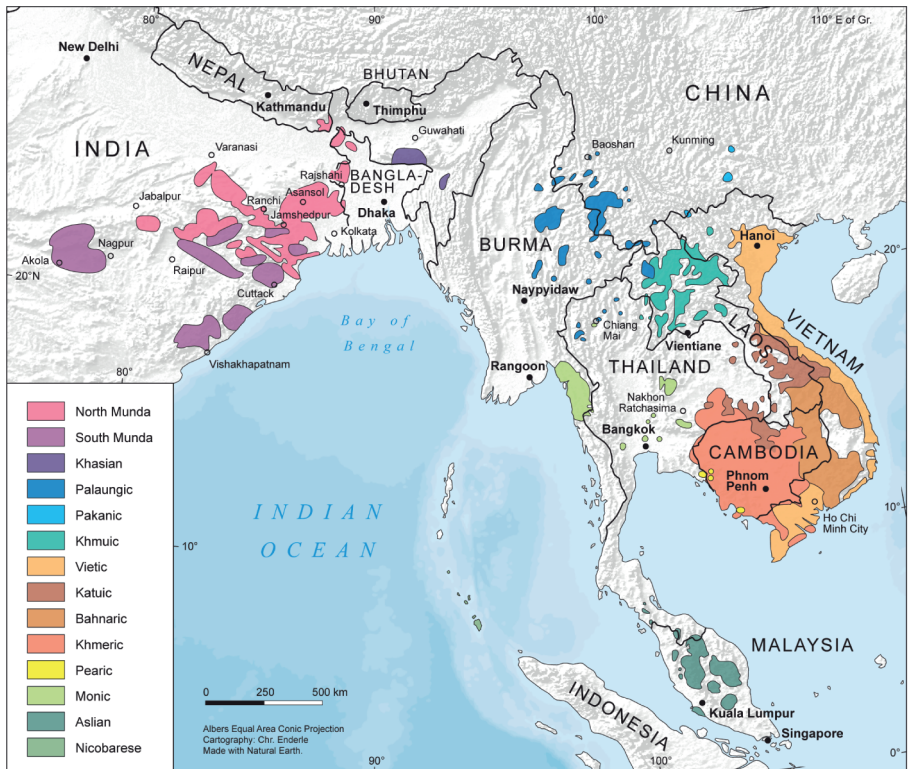 80°
90°
100°
110° E of Gr.
New Delhi
NEPAL
Kathmandu
BHUTAN
Thimphu
CHINA
Guwahati
Baoshan
Kunming
INDIA
Varanasi
Rajshahi
BANGLA-
DESH
Asansol
Ranchi
Dhaka
Jabalpur
Jamshedpur
Kolkata
BURMA
Hanoi
20°
Nagpur
Akola
20°N
Raipur
Naypyidaw
Cuttack
Bay of
Bengal
Chiang
Mai
Vientiane
LAOS
VIETNAM
Vishakhapatnam
80°
Rangoon
THAILAND
Nakhon
Ratchasima
Bangkok
CAMBODIA
Phnom
Penh
Ho Chi
Minh City
10°
INDIAN
OCEAN
10°
North Munda
South Munda
Khasian
Palaungic
Pakanic
Khmuic
Vietic
Katuic
Bahnaric
Khmeric
Pearic
Monic
Aslian
Nicobarese
MALAYSIA
Kuala Lumpur
Singapore
INDONESIA
0 250 500 km
Albers Equal Area Conic Projection
Cartography: Chr. Enderle
Made with Natural Earth.
90°
100
0°